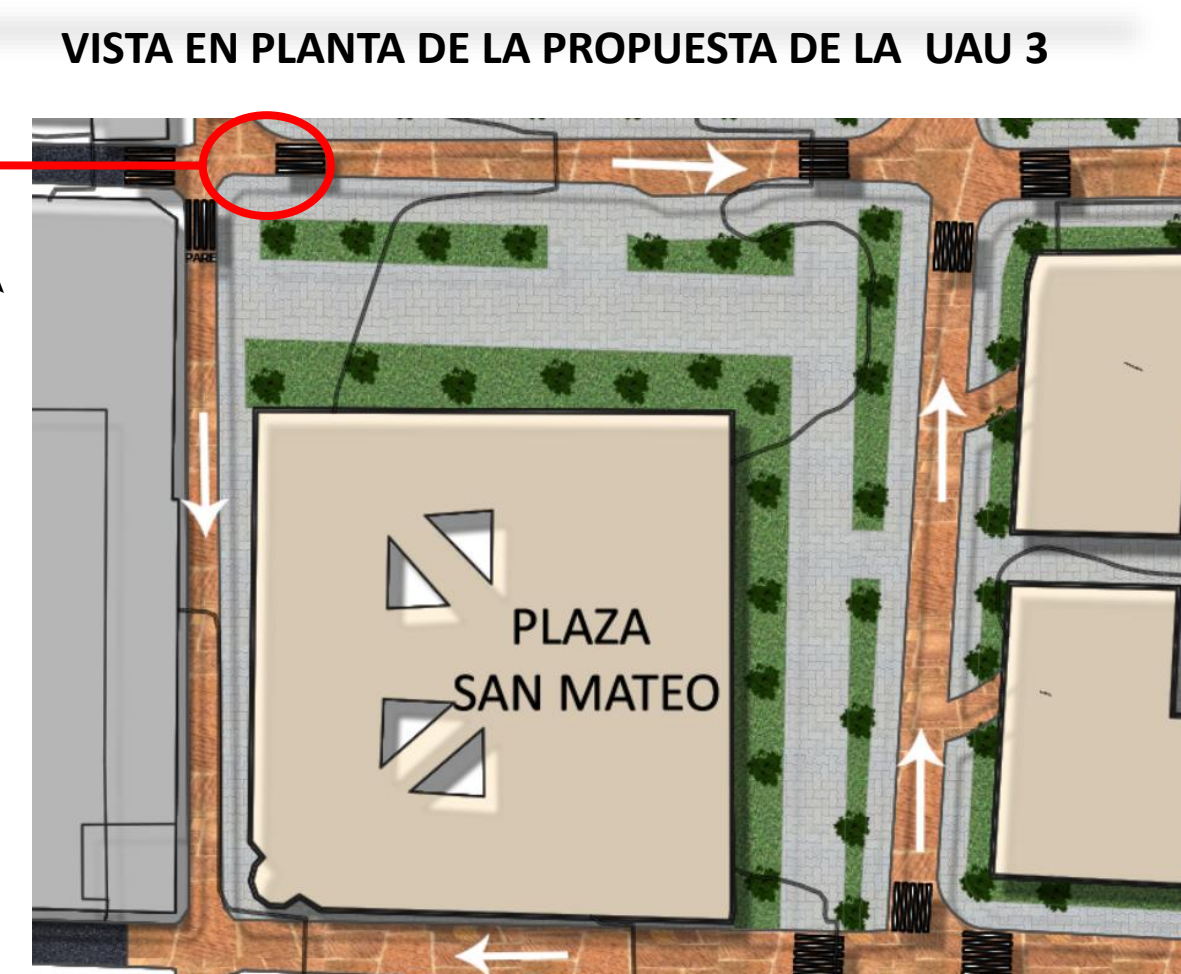 VISTA EN PLANTA DE LA PROPUESTA DE LA UAU 3
PARE
PLAZA
SAN MATEO